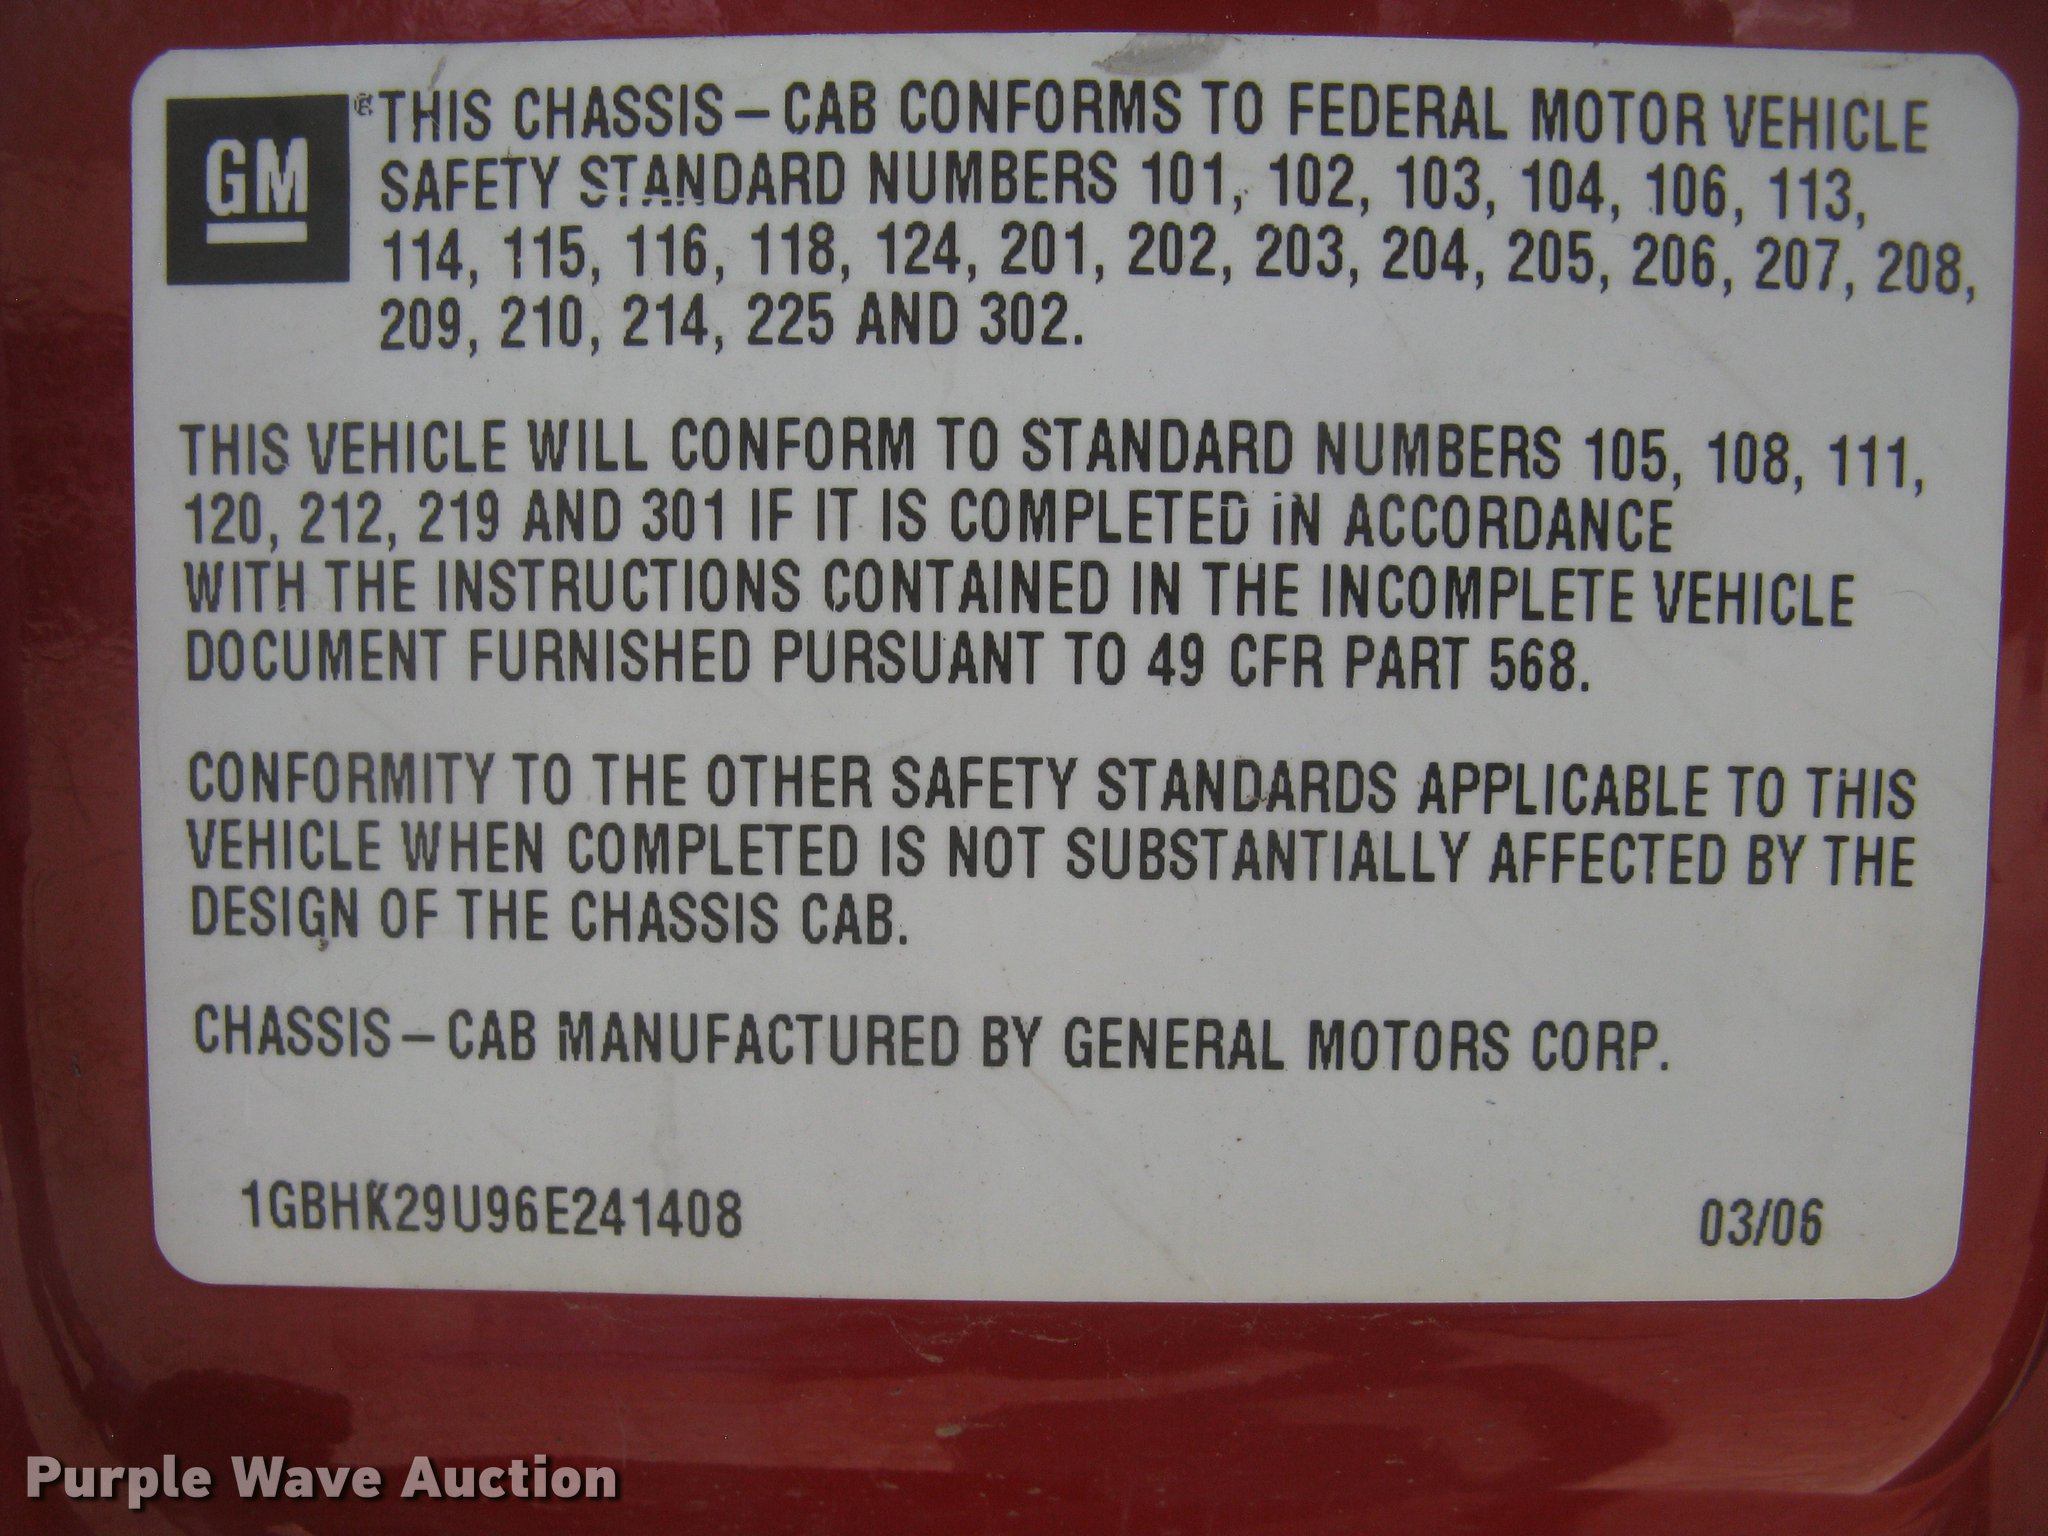 GM
® THIS CHASSIS – CAB CONFORMS TO FEDERAL MOTOR VEHICLE
SAFETY STANDARD NUMBERS 101, 102, 103, 104, 106, 113,
114, 115, 116, 118, 124, 201, 202, 203, 204, 205, 206, 207, 208,
209, 210, 214, 225 AND 302.
THIS VEHICLE WILL CONFORM TO STANDARD NUMBERS 105, 108, 111,
120, 212, 219 AND 301 IF IT IS COMPLETED IN ACCORDANCE
WITH THE INSTRUCTIONS CONTAINED IN THE INCOMPLETE VEHICLE
DOCUMENT FURNISHED PURSUANT TO 49 CFR PART 568.
CONFORMITY TO THE OTHER SAFETY STANDARDS APPLICABLE TO THIS
VEHICLE WHEN COMPLETED IS NOT SUBSTANTIALLY AFFECTED BY THE
DESIGN OF THE CHASSIS CAB.
CHASSIS – CAB MANUFACTURED BY GENERAL MOTORS CORP.
1GBHK29U96E241408 03/06
Purple Wave Auction